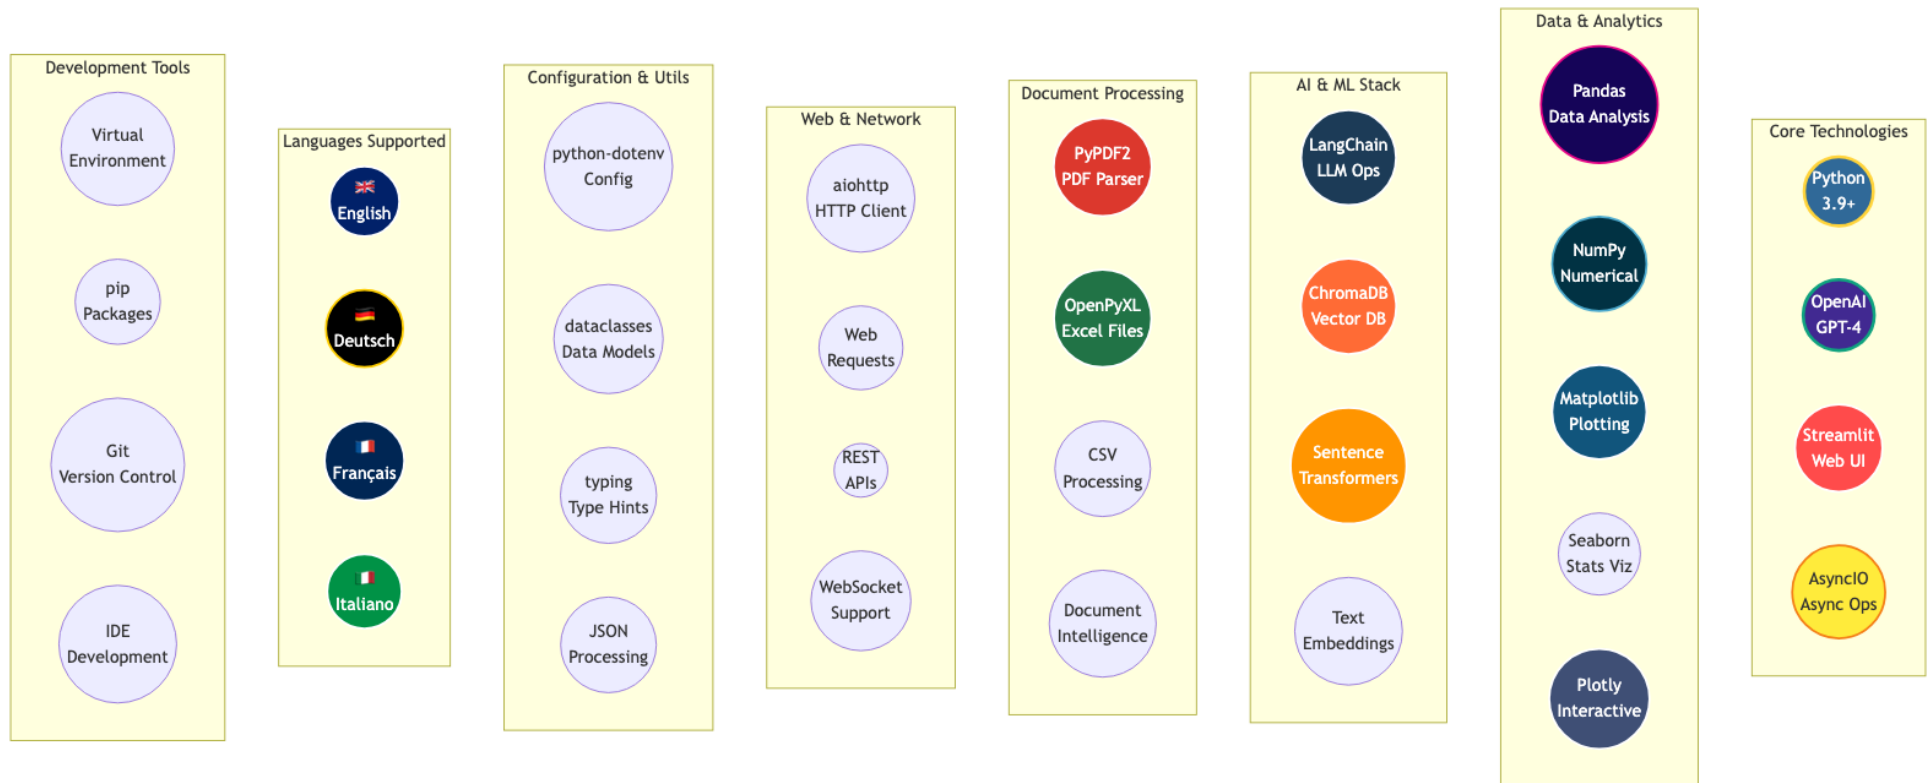 Development Tools
Virtual
Environment
pip
Packages
Git
Version Control
IDE
Development
Languages Supported
English
Deutsch
Français
Italiano
Configuration & Utils
python-dotenv
Config
dataclasses
Data Models
typing
Type Hints
JSON
Processing
Web & Network
aiohttp
HTTP Client
Web
Requests
REST
APIs
WebSocket
Support
Document Processing
PyPDF2
PDF Parser
OpenPyXL
Excel Files
CSV
Processing
Document
Intelligence
AI & ML Stack
LangChain
LLM Ops
ChromaDB
Vector DB
Sentence
Transformers
Text
Embeddings
Data & Analytics
Pandas
Data Analysis
NumPy
Numerical
Matplotlib
Plotting
Seaborn
Stats Viz
Plotly
Interactive
Core Technologies
Python
3.9+
OpenAI
GPT-4
Streamlit
Web UI
AsyncIO
Async Ops